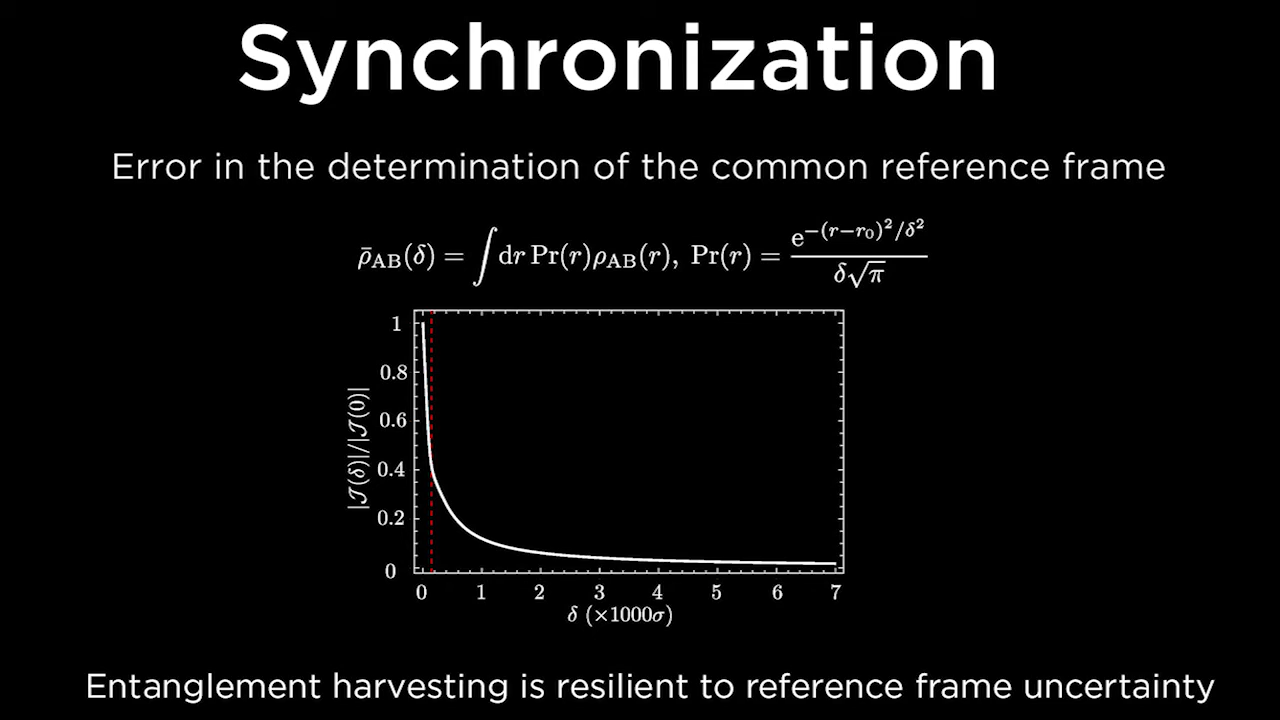 Synchronization
Error in the determination of the common reference frame
ρ̄_AB(δ) = ∫dr Pr(r)ρ_AB(r), Pr(r) = e^{−(r−r₀)²/δ²} / δ√π
1
0.8
0.6
0.4
0.2
0
|𝒥(δ)|/|𝒥(0)|
0 1 2 3 4 5 6 7
δ (×1000σ)
Entanglement harvesting is resilient to reference frame uncertainty